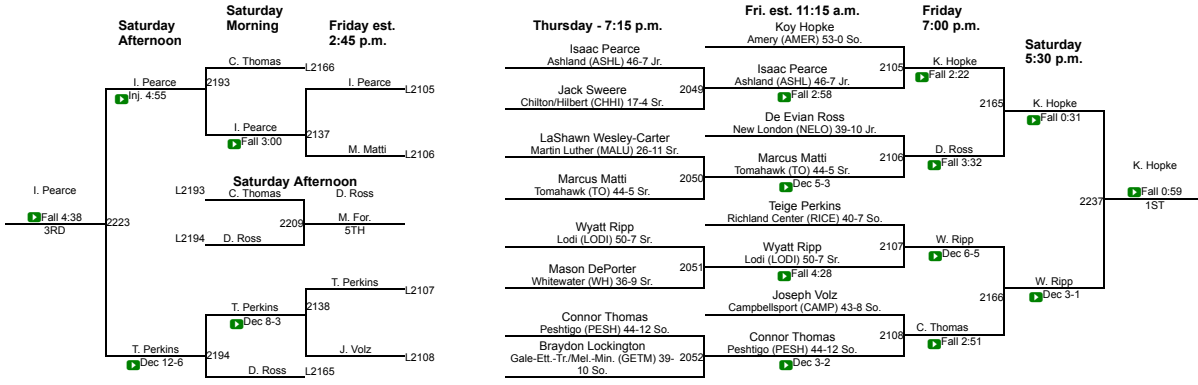 Saturday
Afternoon
Saturday
Morning
Friday est.
2:45 p.m.
C. Thomas
L2166
I. Pearce
2193
Inj. 4:55
I. Pearce
L2105
I. Pearce
2137
Fall 3:00
M. Matti
L2106
Saturday Afternoon
I. Pearce
L2193
C. Thomas
D. Ross
Fall 4:38
2223
2209
M. For.
3RD
5TH
L2194
D. Ross
T. Perkins
L2107
T. Perkins
2138
Dec 8-3
T. Perkins
2194
J. Volz
L2108
Dec 12-6
D. Ross
L2165
Thursday - 7:15 p.m.
Isaac Pearce
Ashland (ASHL) 46-7 Jr.
2049
Jack Sweere
Chilton/Hilbert (CHHI) 17-4 Sr.
LaShawn Wesley-Carter
Martin Luther (MALU) 26-11 Sr.
2050
Marcus Matti
Tomahawk (TO) 44-5 Sr.
Wyatt Ripp
Lodi (LODI) 50-7 Sr.
2051
Mason DePorter
Whitewater (WH) 36-9 Sr.
Connor Thomas
Peshtigo (PESH) 44-12 So.
Braydon Lockington
Gale-Ett.-Tr./Mel.-Min. (GETM) 39-
10 So.
2052
Fri. est. 11:15 a.m.
Koy Hopke
Amery (AMER) 53-0 So.
2105
Isaac Pearce
Ashland (ASHL) 46-7 Jr.
Fall 2:58
De Evian Ross
New London (NELO) 39-10 Jr.
2106
Marcus Matti
Tomahawk (TO) 44-5 Sr.
Dec 5-3
Teige Perkins
Richland Center (RICE) 40-7 So.
2107
Wyatt Ripp
Lodi (LODI) 50-7 Sr.
Fall 4:28
Joseph Volz
Campbellsport (CAMP) 43-8 So.
2108
Connor Thomas
Peshtigo (PESH) 44-12 So.
Dec 3-2
Friday
7:00 p.m.
K. Hopke
Fall 2:22
2165
D. Ross
Fall 3:32
W. Ripp
Dec 6-5
2166
C. Thomas
Fall 2:51
Saturday
5:30 p.m.
K. Hopke
Fall 0:31
2237
W. Ripp
Dec 3-1
K. Hopke
Fall 0:59
1ST